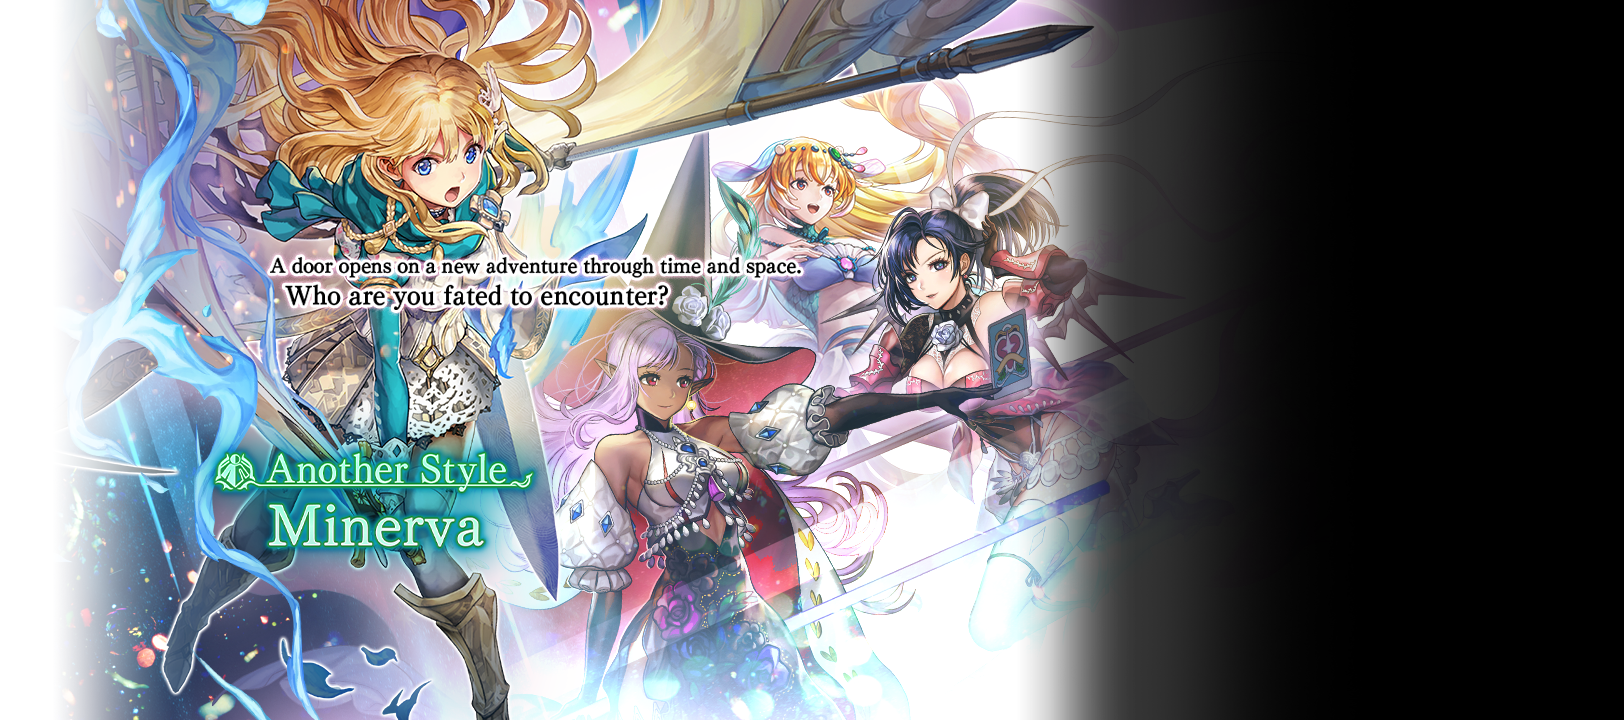 A door opens on a new adventure through time and space.
Who are you fated to encounter?
Another Style
Minerva